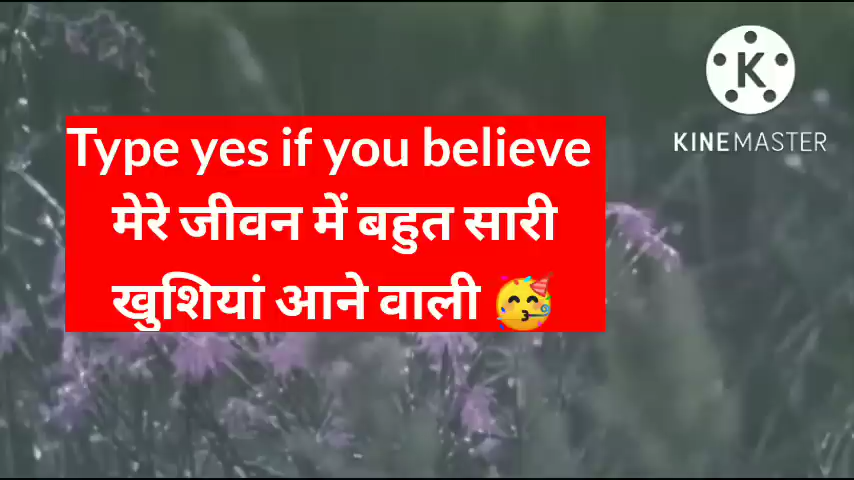 Type yes if you believe
मेरे जीवन में बहुत सारी
खुशियां आने वाली 🥳
K
KINEMASTER